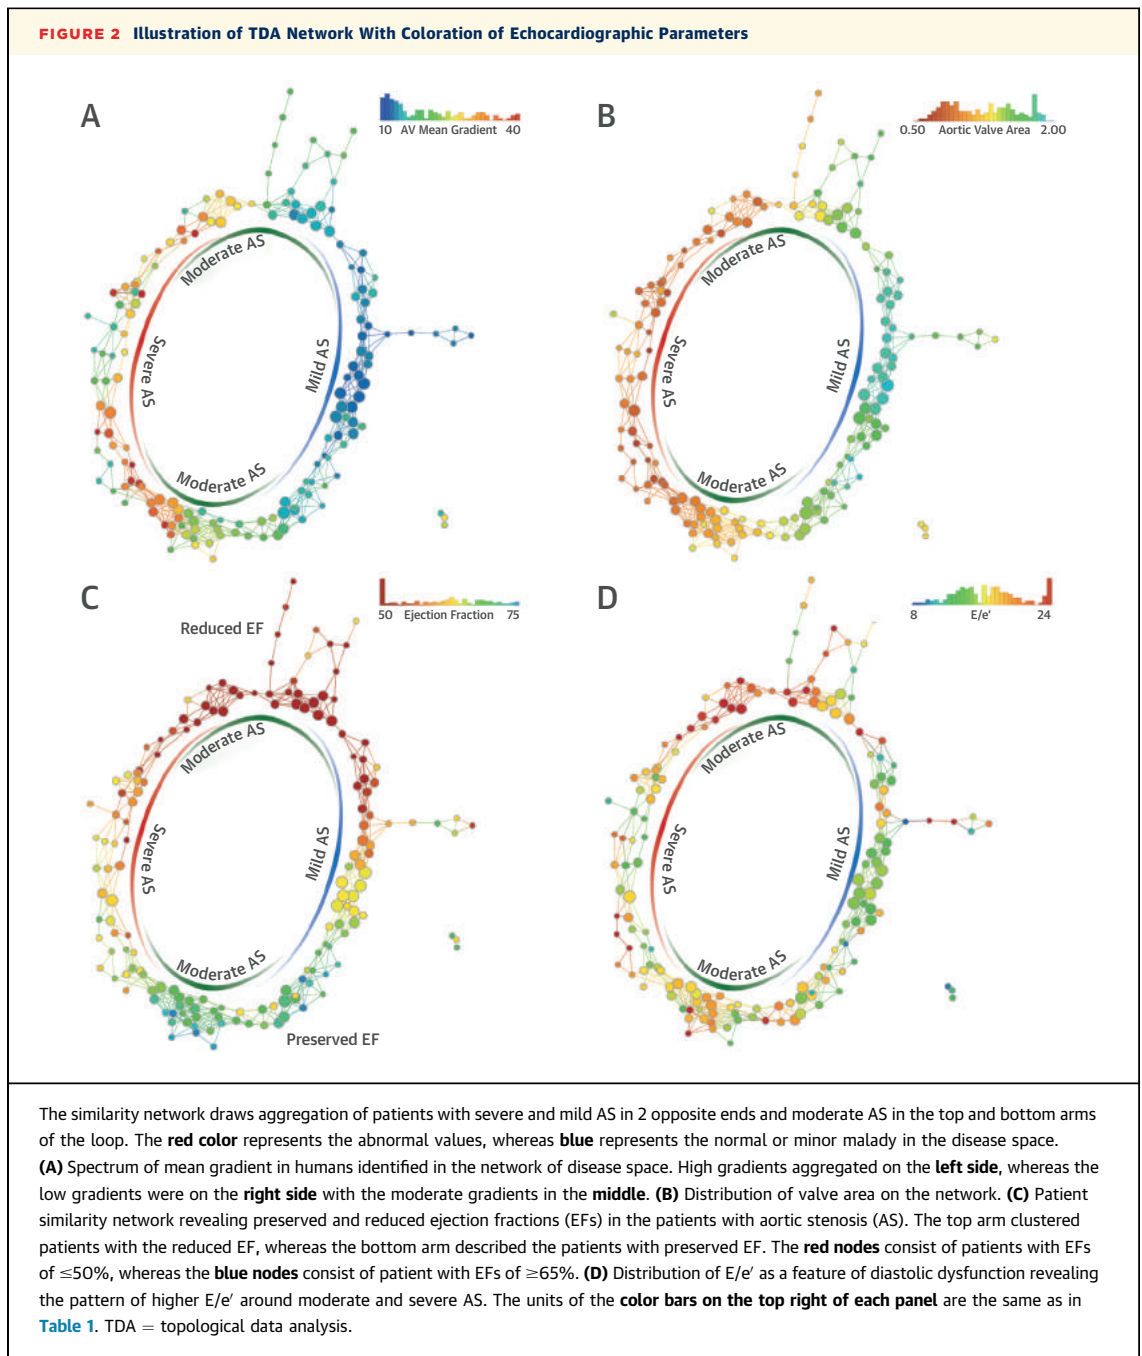 FIGURE 2 Illustration of TDA Network With Coloration of Echocardiographic Parameters
A
10 AV Mean Gradient 40
Moderate AS
Severe AS
Mild AS
Moderate AS
B
0.50 Aortic Valve Area 2.00
Moderate AS
Severe AS
Mild AS
Moderate AS
C
50 Ejection Fraction 75
Reduced EF
Moderate AS
Severe AS
Mild AS
Moderate AS
Preserved EF
D
8 E/e′ 24
Moderate AS
Severe AS
Mild AS
Moderate AS
The similarity network draws aggregation of patients with severe and mild AS in 2 opposite ends and moderate AS in the top and bottom arms
of the loop. The red color represents the abnormal values, whereas blue represents the normal or minor malady in the disease space.
(A) Spectrum of mean gradient in humans identified in the network of disease space. High gradients aggregated on the left side, whereas the
low gradients were on the right side with the moderate gradients in the middle. (B) Distribution of valve area on the network. (C) Patient
similarity network revealing preserved and reduced ejection fractions (EFs) in the patients with aortic stenosis (AS). The top arm clustered
patients with the reduced EF, whereas the bottom arm described the patients with preserved EF. The red nodes consist of patients with EFs
of ≤50%, whereas the blue nodes consist of patient with EFs of ≥65%. (D) Distribution of E/e′ as a feature of diastolic dysfunction revealing
the pattern of higher E/e′ around moderate and severe AS. The units of the color bars on the top right of each panel are the same as in
Table 1. TDA = topological data analysis.